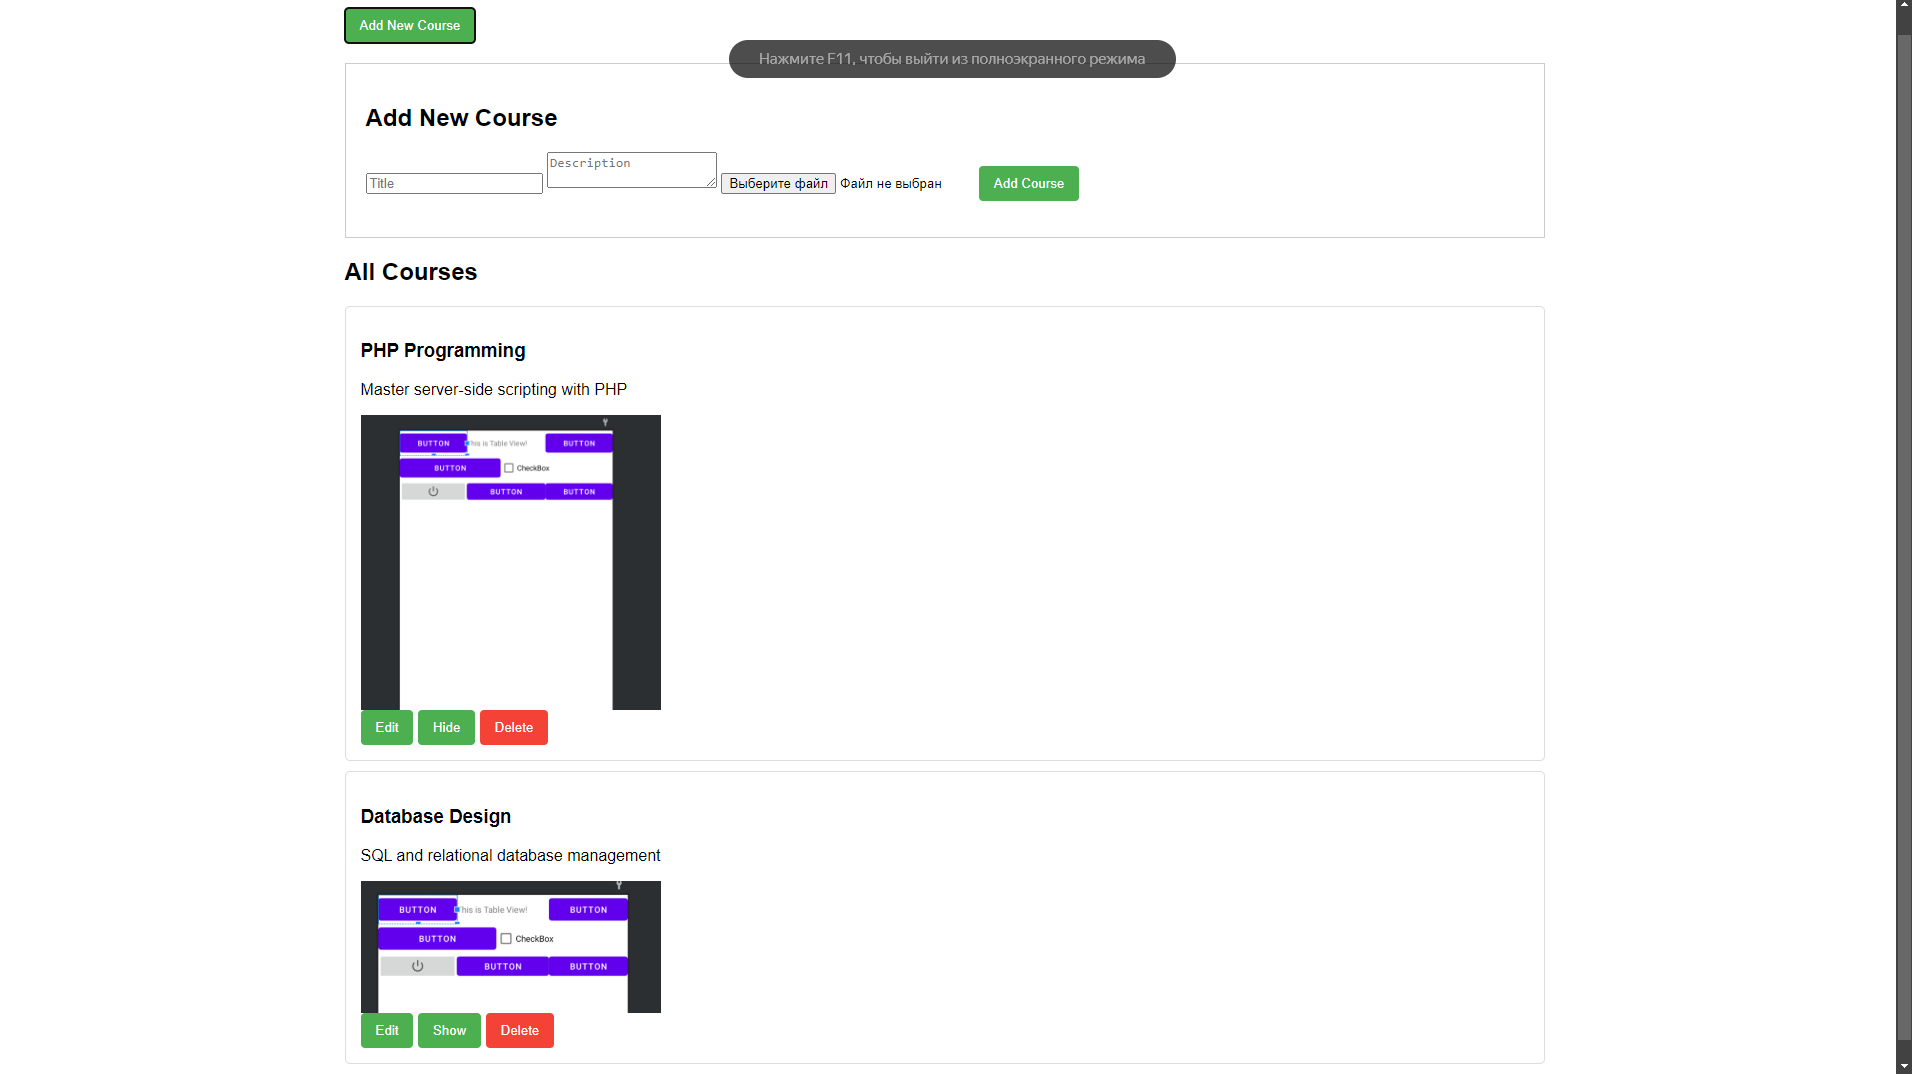 Add New Course
Нажмите F11, чтобы выйти из полноэкранного режима
Add New Course
Title
Description
Выберите файл Файл не выбран
Add Course
All Courses
PHP Programming
Master server-side scripting with PHP
BUTTON his is Table View! BUTTON
BUTTON CheckBox
BUTTON BUTTON
Edit Hide Delete
Database Design
SQL and relational database management
BUTTON his is Table View! BUTTON
BUTTON CheckBox
BUTTON BUTTON
Edit Show Delete